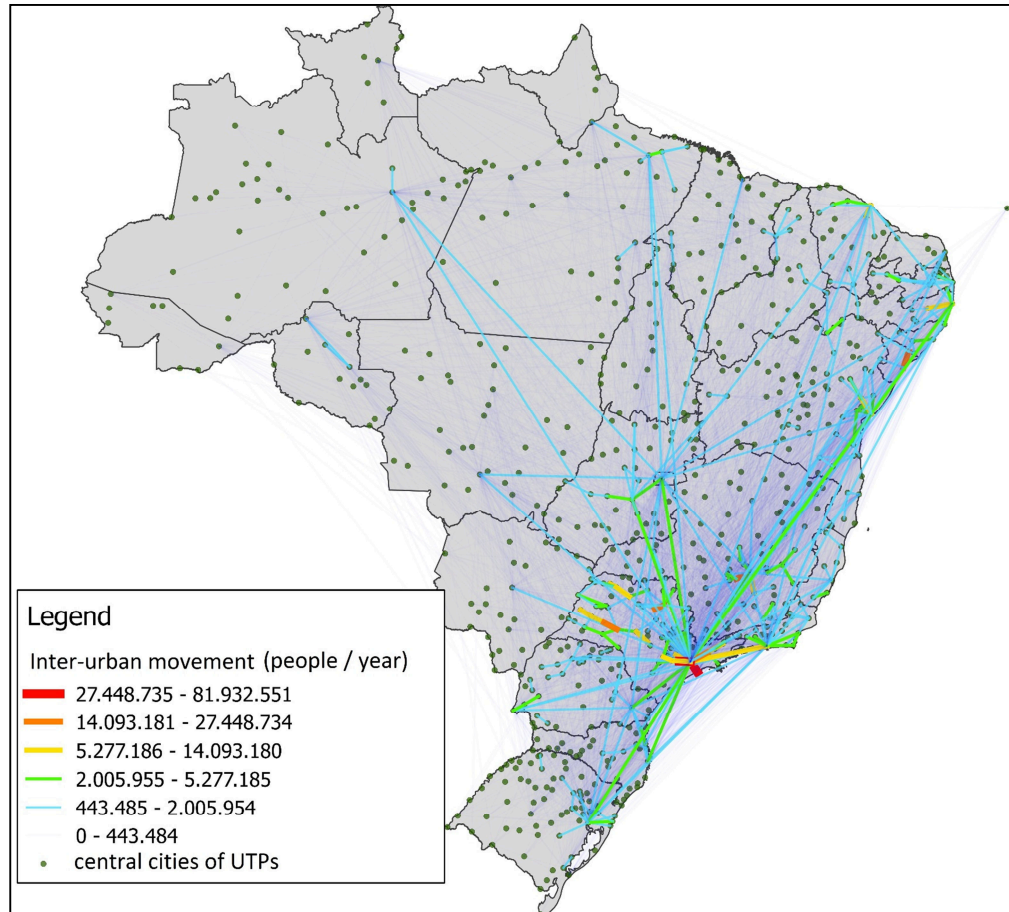 Legend
Inter-urban movement (people / year)
27.448.735 - 81.932.551
14.093.181 - 27.448.734
5.277.186 - 14.093.180
2.005.955 - 5.277.185
443.485 - 2.005.954
0 - 443.484
central cities of UTPs